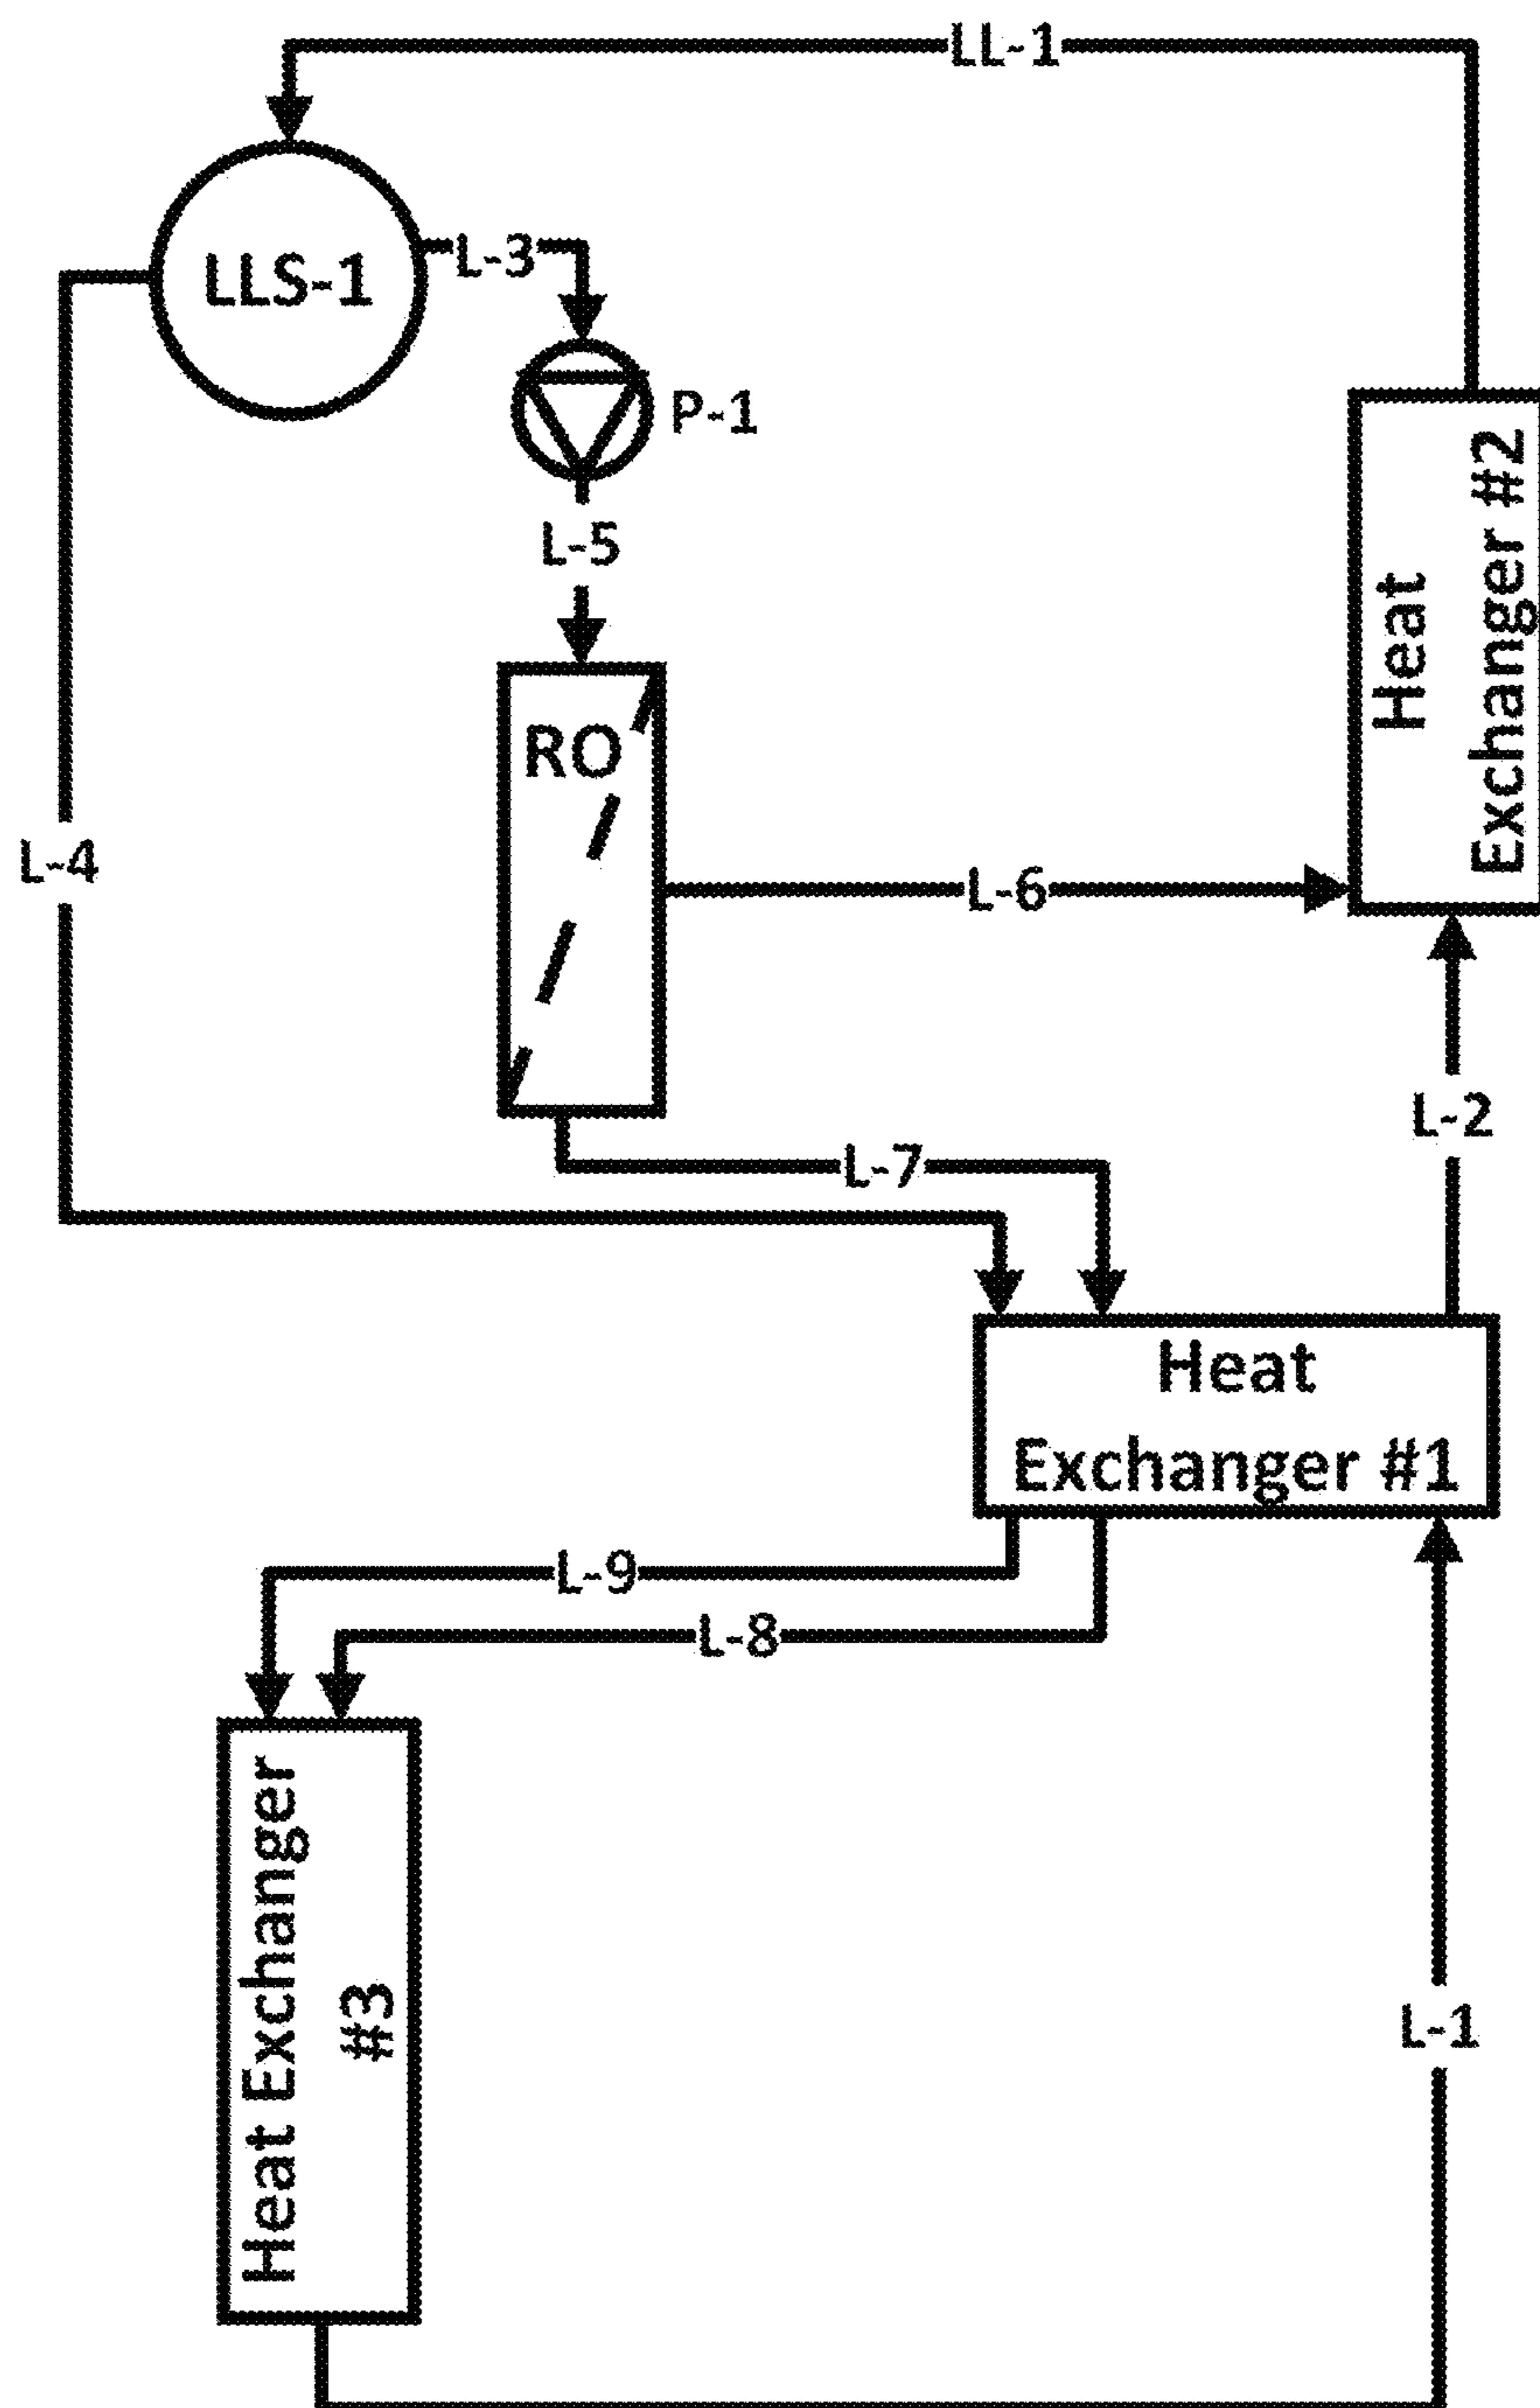 LL-1
LLS-1
L-3
P-1
L-5
Heat
Exchanger #2
RO
L-4
L-6
L-2
L-7
Heat
Exchanger #1
L-9
L-8
Heat Exchanger
#3
L-1